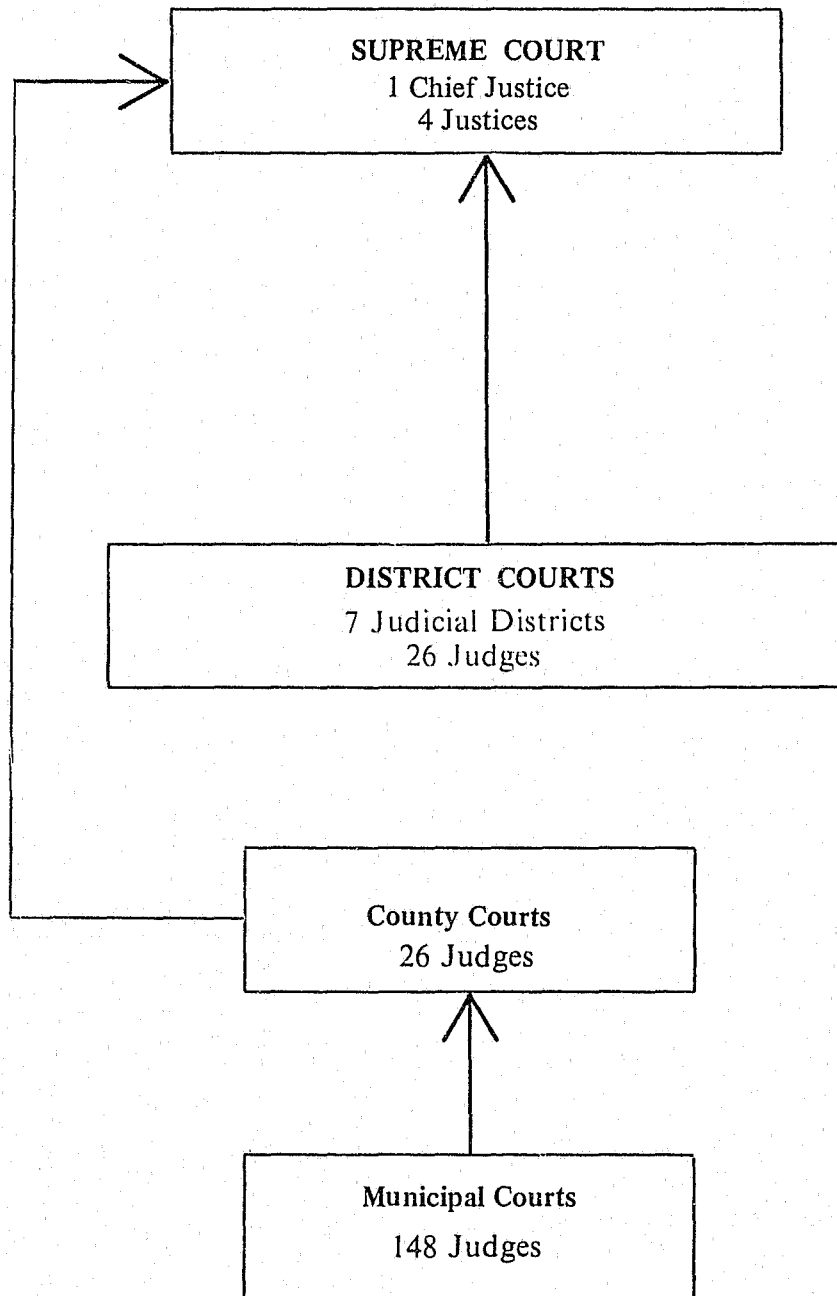 SUPREME COURT
1 Chief Justice
4 Justices
DISTRICT COURTS
7 Judicial Districts
26 Judges
County Courts
26 Judges
Municipal Courts
148 Judges